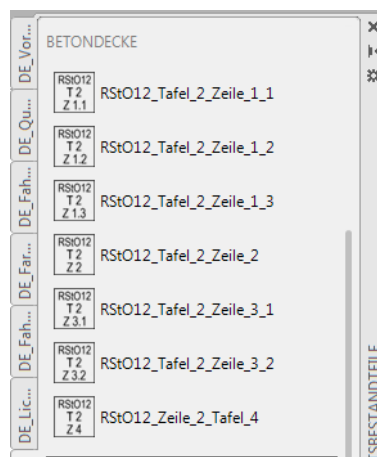 BETONDECKE
RStO12
T 2
Z 1.1
RStO12_Tafel_2_Zeile_1_1
RStO12
T 2
Z 1.2
RStO12_Tafel_2_Zeile_1_2
RStO12
T 2
Z 1.3
RStO12_Tafel_2_Zeile_1_3
RStO12
T 2
Z 2
RStO12_Tafel_2_Zeile_2
RStO12
T 2
Z 3.1
RStO12_Tafel_2_Zeile_3_1
RStO12
T 2
Z 3.2
RStO12_Tafel_2_Zeile_3_2
RStO12
T 2
Z 4
RStO12_Zeile_2_Tafel_4
DE_Vor...
DE_Qu...
DE_Fah...
DE_Far...
DE_Fah...
DE_Lic...
TSBESTANDTEILE